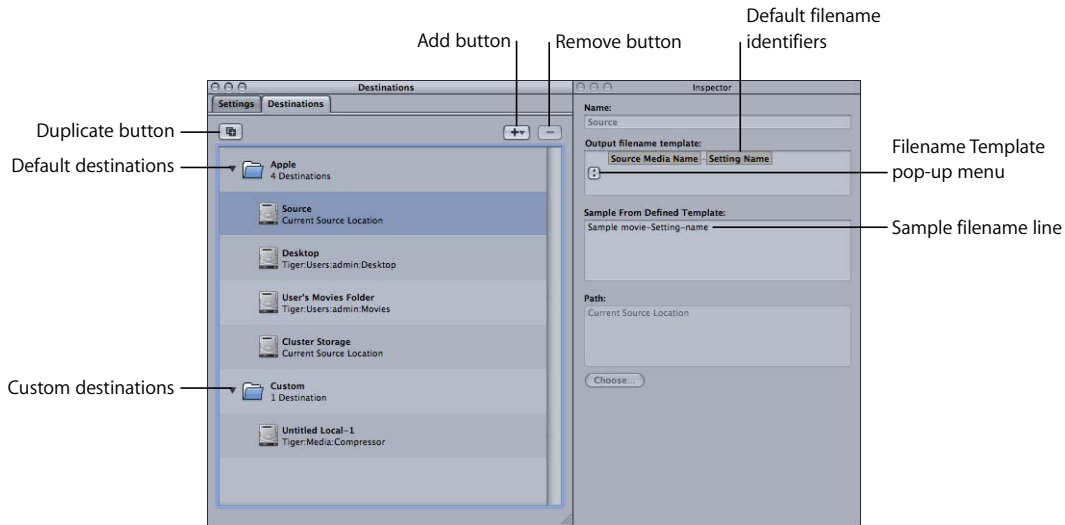 Default filename
identifiers
Add button
Remove button
Duplicate button
Default destinations
Custom destinations
Destinations
Settings
Destinations
Apple
4 Destinations
Source
Current Source Location
Desktop
Tiger:Users:admin:Desktop
User's Movies Folder
Tiger:Users:admin:Movies
Cluster Storage
Current Source Location
Custom
1 Destination
Untitled Local-1
Tiger:Media:Compressor
Inspector
Name:
Source
Output filename template:
Source Media Name - Setting Name
Sample From Defined Template:
Sample movie-Setting-name
Path:
Current Source Location
Choose...
Filename Template
pop-up menu
Sample filename line